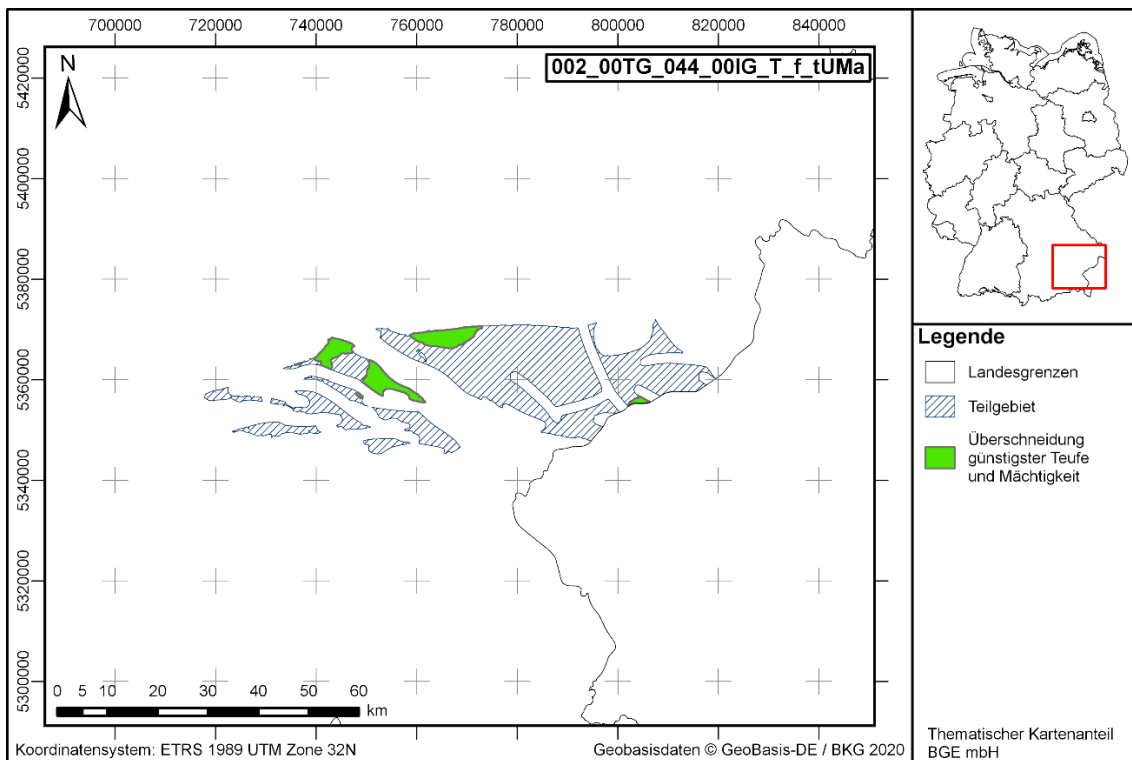 700000 720000 740000 760000 780000 800000 820000 840000
002_00TG_044_00IG_T_f_tUMa
N
5420000
5400000
5380000
5360000
5340000
5320000
5300000
0 5 10 20 30 40 50 60
km
Koordinatensystem: ETRS 1989 UTM Zone 32N
Geobasisdaten © GeoBasis-DE / BKG 2020
Legende
Landesgrenzen
Teilgebiet
Überschneidung
günstigster Teufe
und Mächtigkeit
Thematischer Kartenanteil
BGE mbH